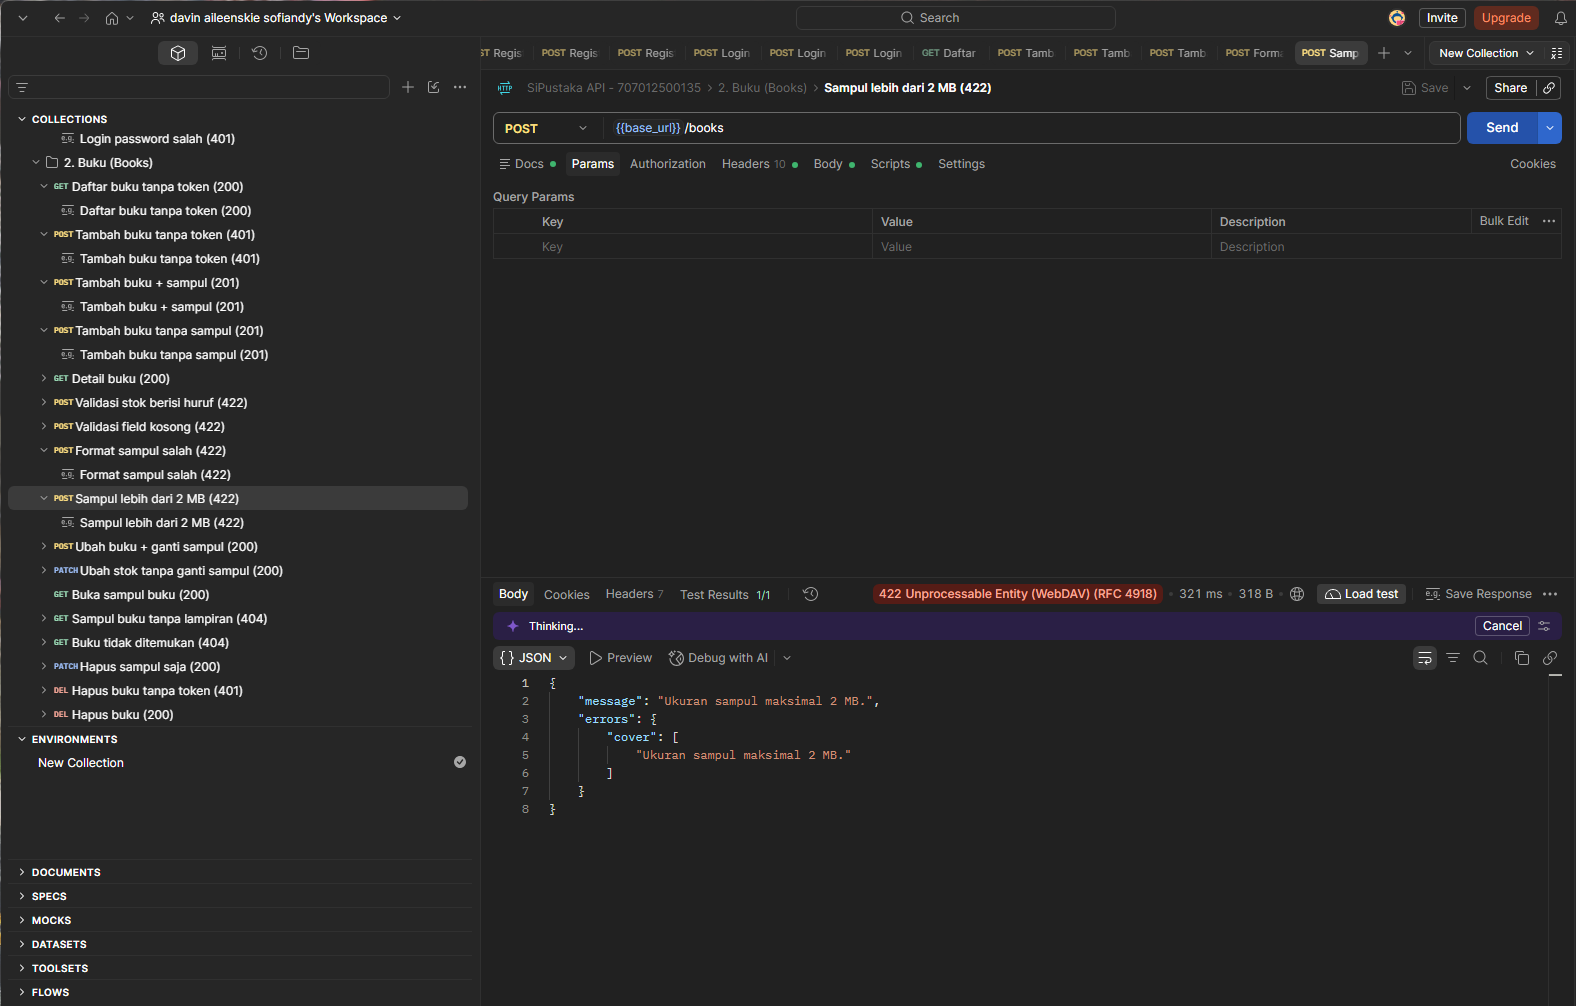 davin aileenskie sofiandy's Workspace
Search
Invite
Upgrade
ST Regis
POST Regis
POST Regis
POST Login
POST Login
POST Login
GET Daftar
POST Tamb
POST Tamb
POST Tamb
POST Forma
POST Samp
New Collection
HTTP SiPustaka API - 707012500135 > 2. Buku (Books) > Sampul lebih dari 2 MB (422)
Save
Share
POST
{{base_url}} /books
Send
Docs
Params
Authorization
Headers 10
Body
Scripts
Settings
Cookies
Query Params
Key Value Description Bulk Edit
Key Value Description
COLLECTIONS
e.g. Login password salah (401)
2. Buku (Books)
GET Daftar buku tanpa token (200)
e.g. Daftar buku tanpa token (200)
POST Tambah buku tanpa token (401)
e.g. Tambah buku tanpa token (401)
POST Tambah buku + sampul (201)
e.g. Tambah buku + sampul (201)
POST Tambah buku tanpa sampul (201)
e.g. Tambah buku tanpa sampul (201)
GET Detail buku (200)
POST Validasi stok berisi huruf (422)
POST Validasi field kosong (422)
POST Format sampul salah (422)
e.g. Format sampul salah (422)
POST Sampul lebih dari 2 MB (422)
e.g. Sampul lebih dari 2 MB (422)
POST Ubah buku + ganti sampul (200)
PATCH Ubah stok tanpa ganti sampul (200)
GET Buka sampul buku (200)
GET Sampul buku tanpa lampiran (404)
GET Buku tidak ditemukan (404)
PATCH Hapus sampul saja (200)
DEL Hapus buku tanpa token (401)
DEL Hapus buku (200)
ENVIRONMENTS
New Collection
DOCUMENTS
SPECS
MOCKS
DATASETS
TOOLSETS
FLOWS
Body
Cookies
Headers 7
Test Results 1/1
422 Unprocessable Entity (WebDAV) (RFC 4918)
321 ms
318 B
Load test
e.g. Save Response
Thinking...
Cancel
{} JSON
Preview
Debug with AI
1 {
2 "message": "Ukuran sampul maksimal 2 MB.",
3 "errors": {
4 "cover": [
5 "Ukuran sampul maksimal 2 MB."
6 ]
7 }
8 }